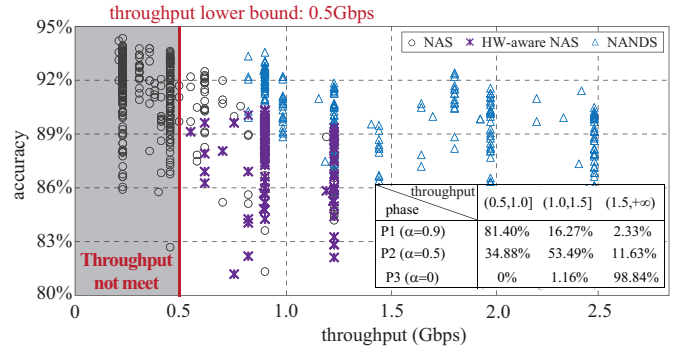 throughput lower bound: 0.5Gbps
95%
92%
89%
86%
83%
80%
accuracy
NAS HW-aware NAS NANDS
Throughput
not meet
throughput
phase
(0.5,1.0] (1.0,1.5] (1.5,+∞)
P1 (α=0.9) 81.40% 16.27% 2.33%
P2 (α=0.5) 34.88% 53.49% 11.63%
P3 (α=0) 0% 1.16% 98.84%
0 0.5 1.0 1.5 2.0 2.5
throughput (Gbps)